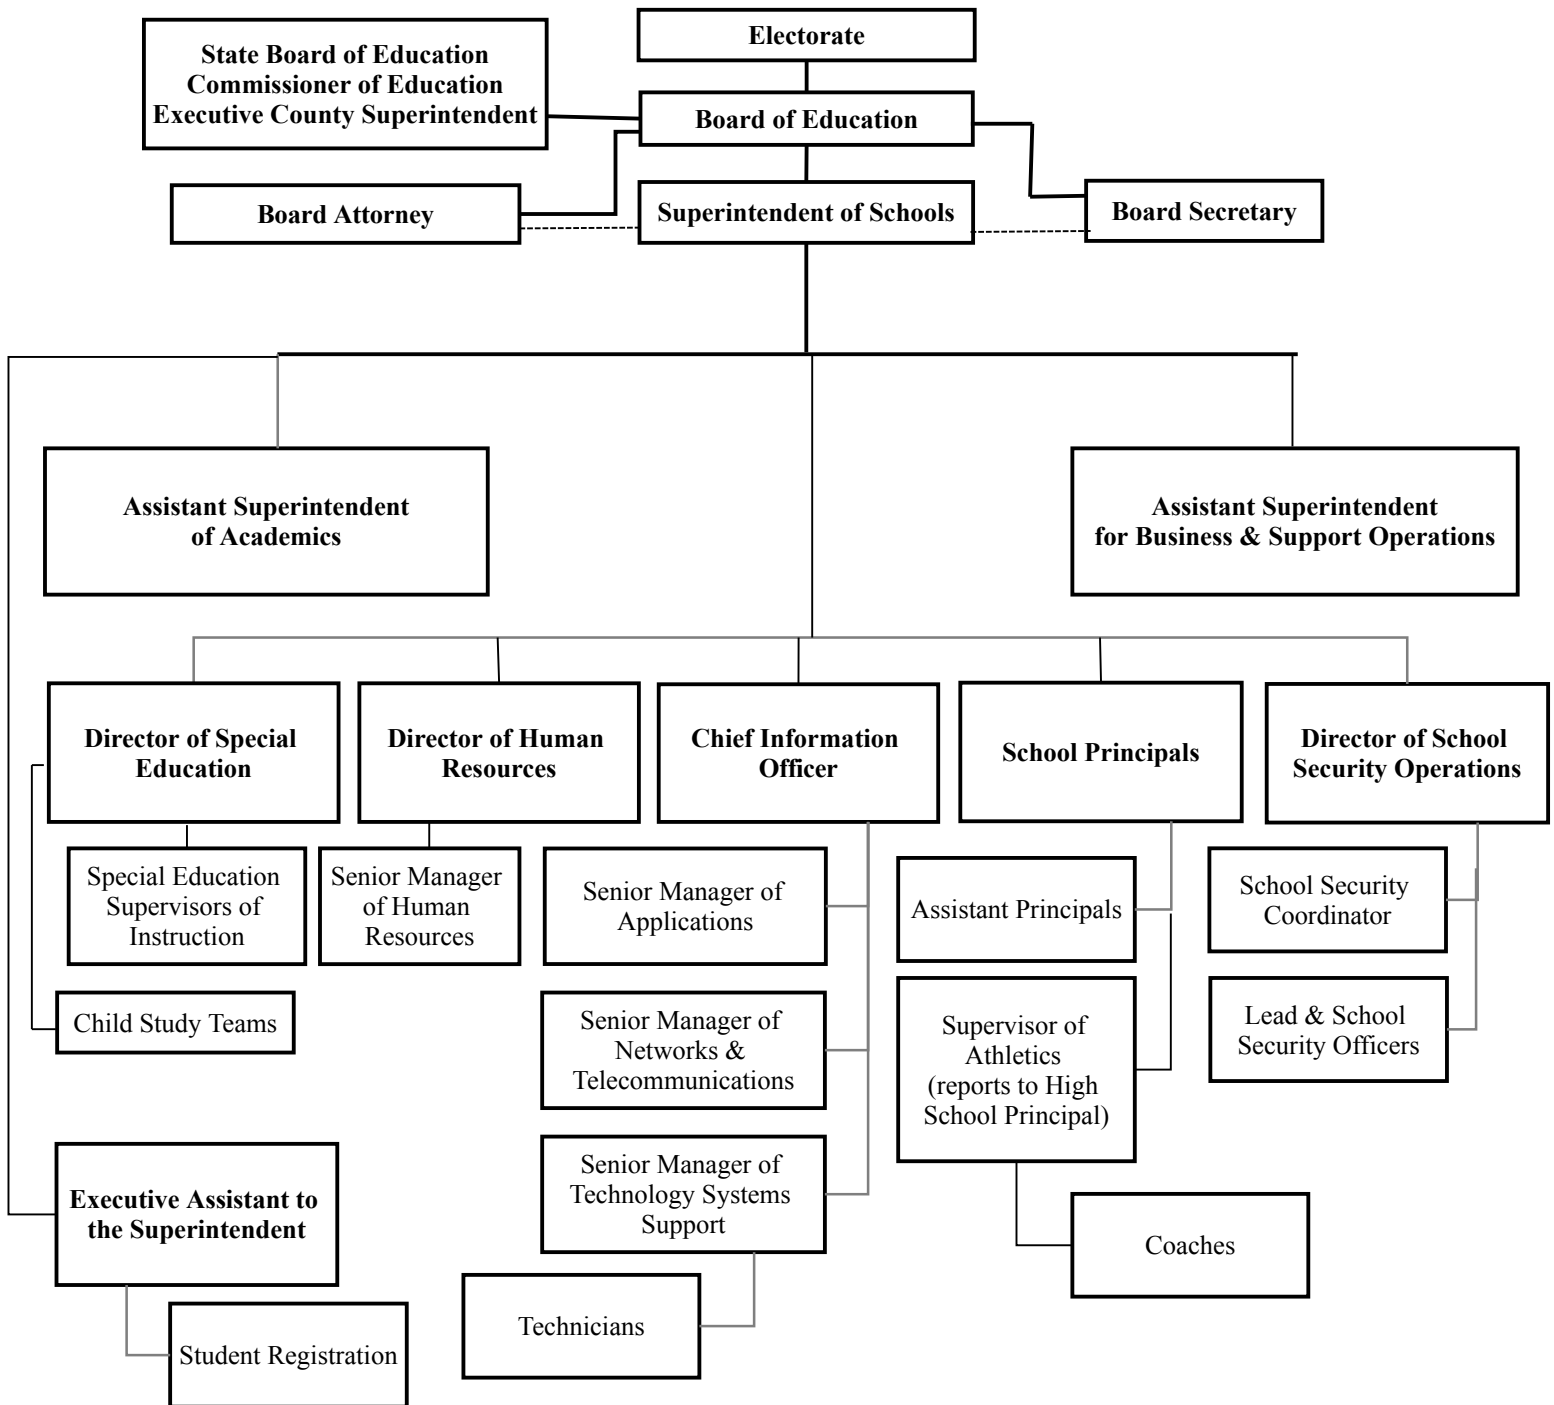 Electorate
State Board of Education
Commissioner of Education
Executive County Superintendent
Board of Education
Board Attorney
Superintendent of Schools
Board Secretary
Assistant Superintendent
of Academics
Assistant Superintendent
for Business & Support Operations
Director of Special
Education
Director of Human
Resources
Chief Information
Officer
School Principals
Director of School
Security Operations
Special Education
Supervisors of
Instruction
Senior Manager
of Human
Resources
Senior Manager of
Applications
Assistant Principals
School Security
Coordinator
Child Study Teams
Senior Manager of
Networks &
Telecommunications
Supervisor of
Athletics
(reports to High
School Principal)
Lead & School
Security Officers
Executive Assistant to
the Superintendent
Senior Manager of
Technology Systems
Support
Coaches
Technicians
Student Registration